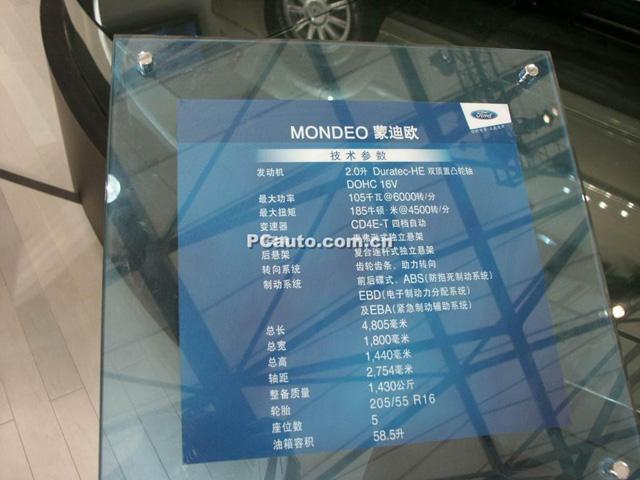 Ford
MONDEO 蒙迪欧
技术参数
发动机 2.0升 Duratec-HE 双顶置凸轮轴
DOHC 16V
最大功率 105千瓦@6000转/分
最大扭矩 185牛顿·米@4500转/分
变速器 CD4E-T 四档自动
PCauto.com.cn
独立悬架
后悬架 复合连杆式独立悬架
转向系统 齿轮齿条、助力转向
制动系统 前后碟式、ABS(防抱死制动系统)
EBD(电子制动力分配系统)
及EBA(紧急制动辅助系统)
总长 4,805毫米
总宽 1,800毫米
总高 1,440毫米
轴距 2,754毫米
整备质量 1,430公斤
轮胎 205/55 R16
座位数 5
油箱容积 58.5升